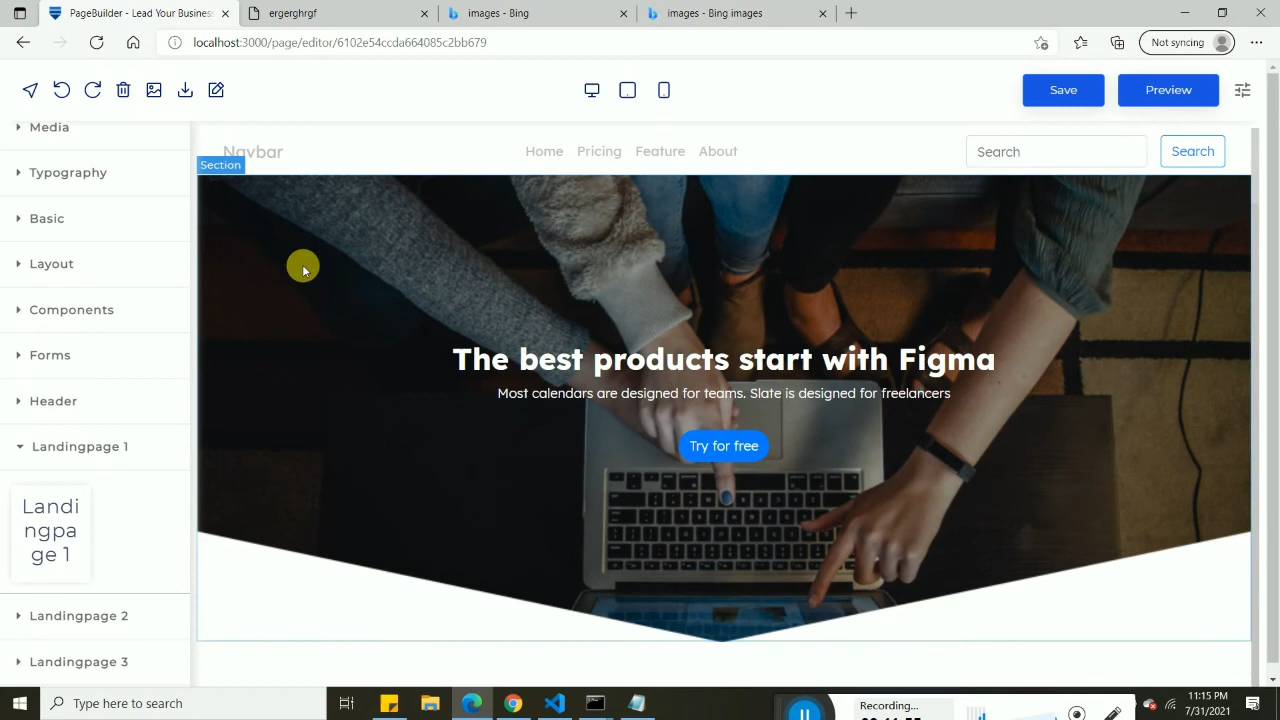 PageBuilder - Lead Your Busines
ergerghrgf
images - Bing
images - Bing images
localhost:3000/page/editor/6102e54ccda664085c2bb679
Not syncing
Save
Preview
Media
Typography
Basic
Layout
Components
Forms
Header
Landingpage 1
Landi
ngpa
ge 1
Landingpage 2
Landingpage 3
Navbar
Home Pricing Feature About
Search
Search
Section
The best products start with Figma
Most calendars are designed for teams. Slate is designed for freelancers
Try for free
Type here to search
Recording...
11:15 PM
7/31/2021